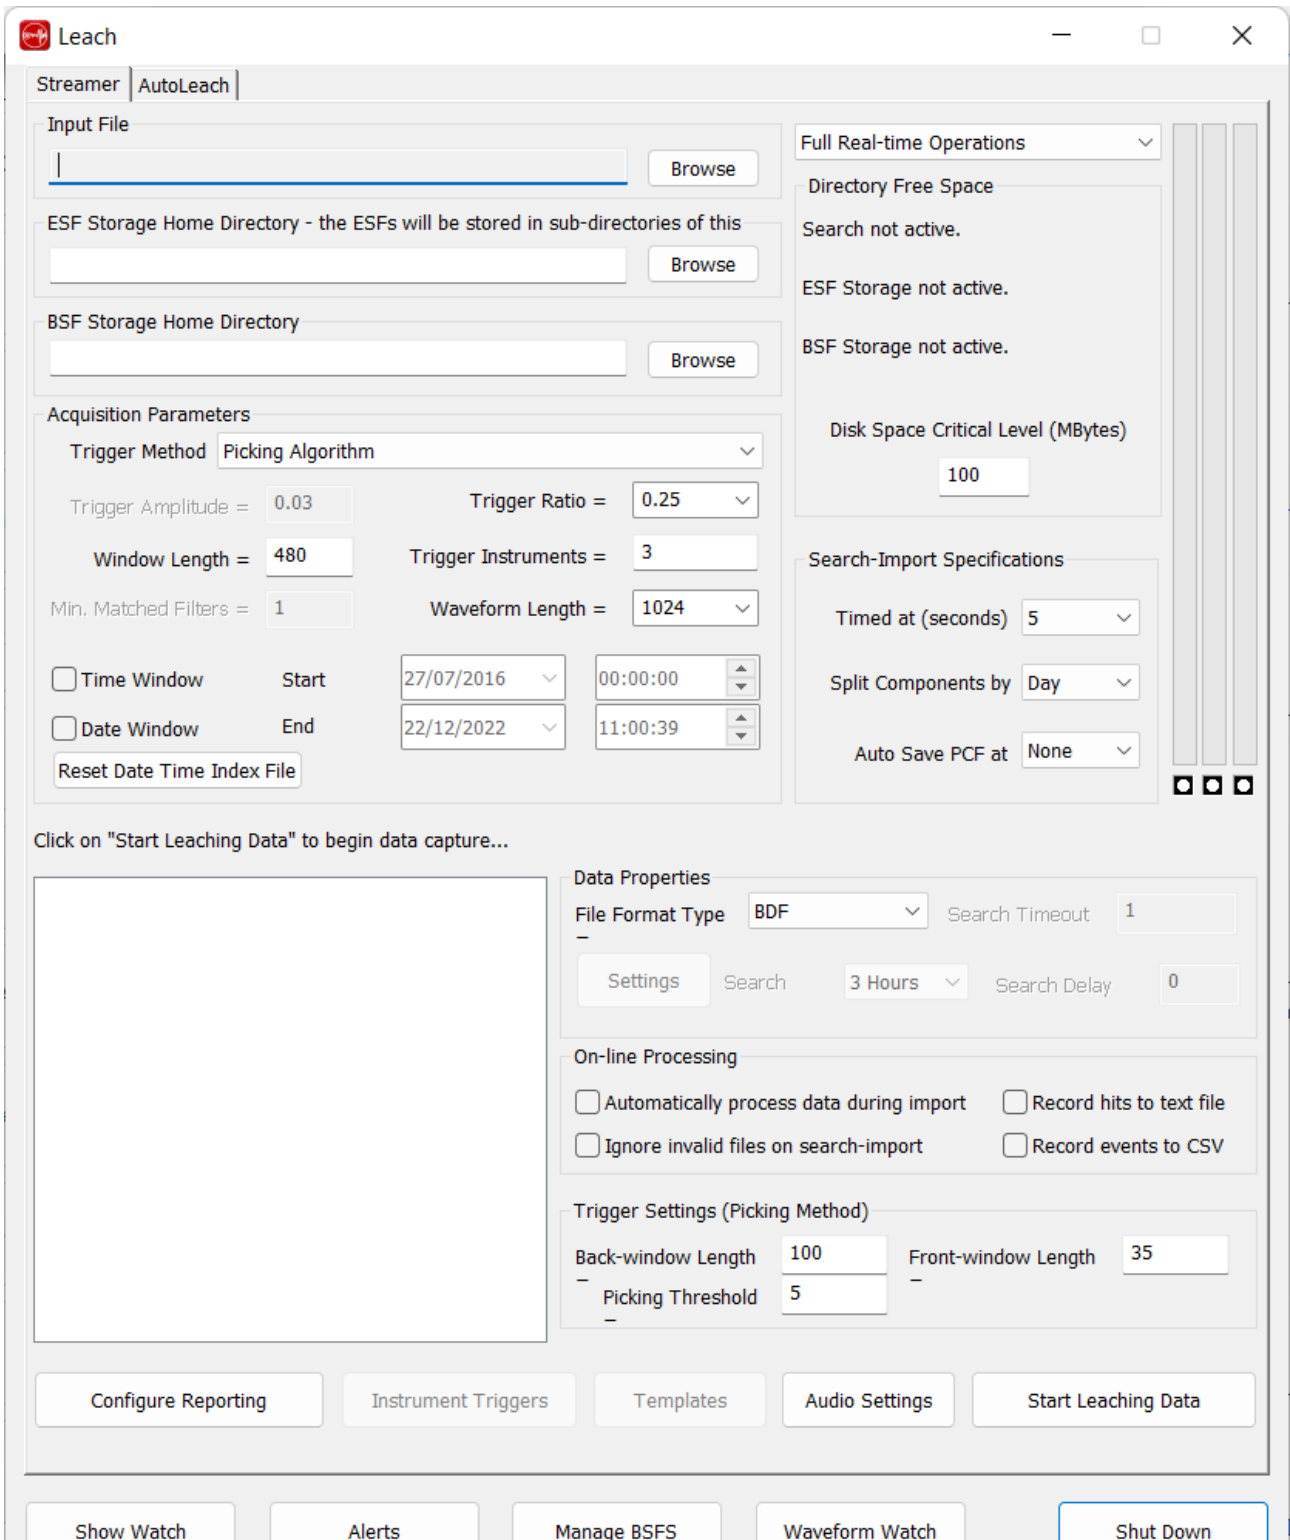 Leach
Streamer
AutoLeach
Input File
Browse
ESF Storage Home Directory - the ESFs will be stored in sub-directories of this
Browse
BSF Storage Home Directory
Browse
Full Real-time Operations
Directory Free Space
Search not active.
ESF Storage not active.
BSF Storage not active.
Disk Space Critical Level (MBytes)
100
Acquisition Parameters
Trigger Method Picking Algorithm
Trigger Amplitude = 0.03 Trigger Ratio = 0.25
Window Length = 480 Trigger Instruments = 3
Min. Matched Filters = 1 Waveform Length = 1024
Time Window Start 27/07/2016 00:00:00
Date Window End 22/12/2022 11:00:39
Reset Date Time Index File
Search-Import Specifications
Timed at (seconds) 5
Split Components by Day
Auto Save PCF at None
Click on "Start Leaching Data" to begin data capture...
Data Properties
File Format Type BDF Search Timeout 1
Settings Search 3 Hours Search Delay 0
On-line Processing
Automatically process data during import Record hits to text file
Ignore invalid files on search-import Record events to CSV
Trigger Settings (Picking Method)
Back-window Length 100 Front-window Length 35
Picking Threshold 5
Configure Reporting Instrument Triggers Templates Audio Settings Start Leaching Data
Show Watch Alerts Manage BSFS Waveform Watch Shut Down